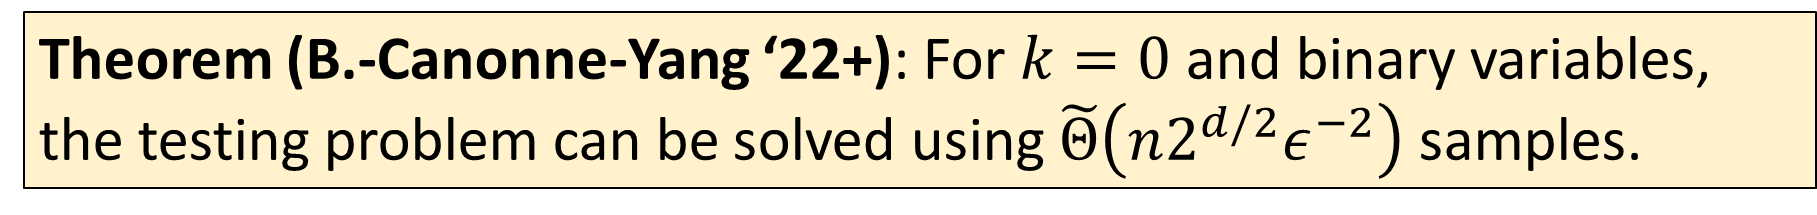 Theorem (B.-Canonne-Yang ‘22+): For 𝑘 = 0 and binary variables,
the testing problem can be solved using Θ̃(𝑛2^{𝑑/2}𝜖^{−2}) samples.